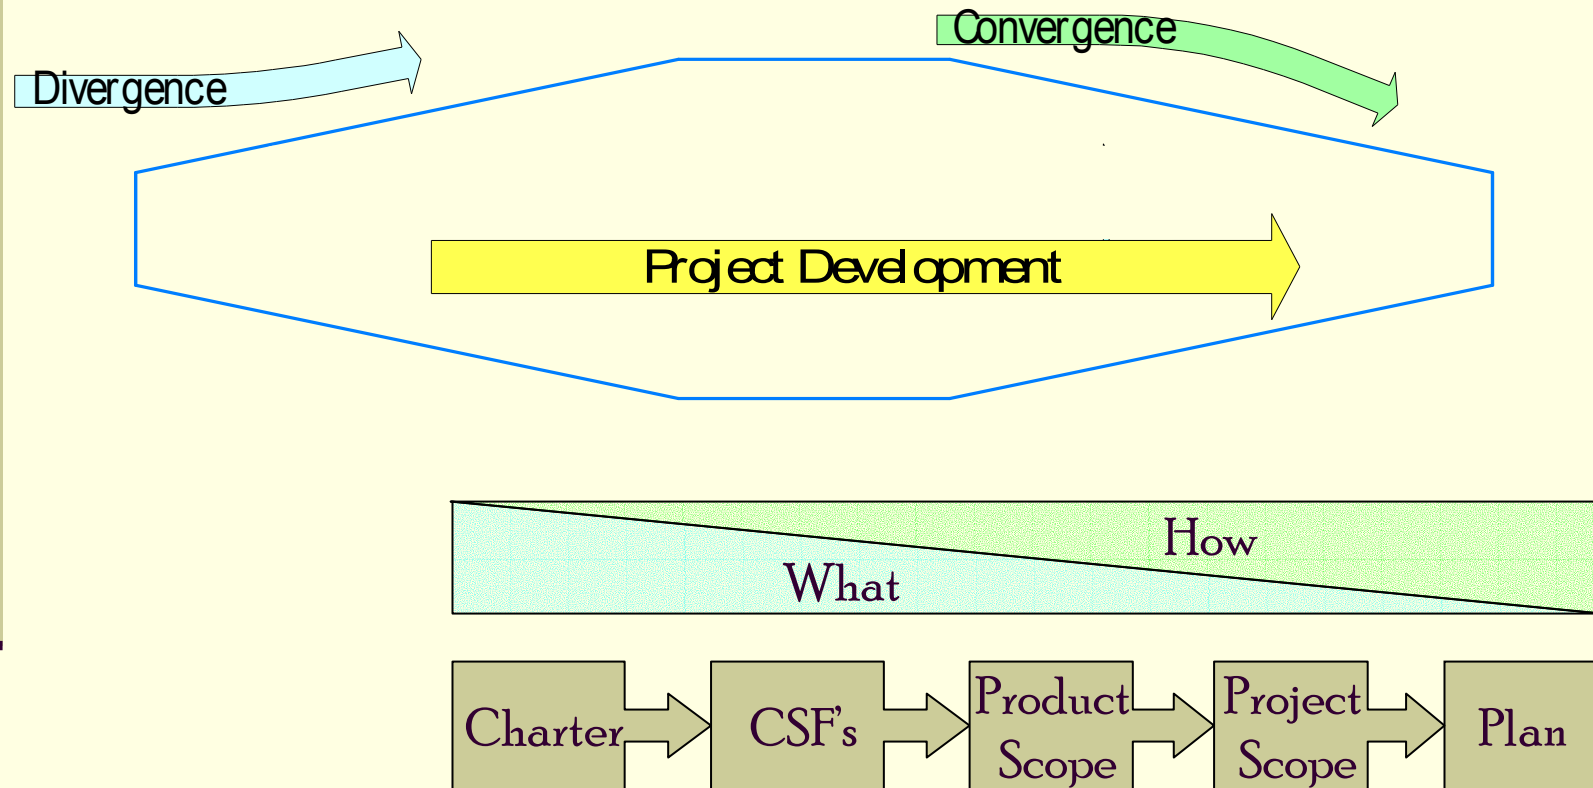 Convergence
Divergence
Project Development
How
What
Charter
CSF's
Product
Scope
Project
Scope
Plan